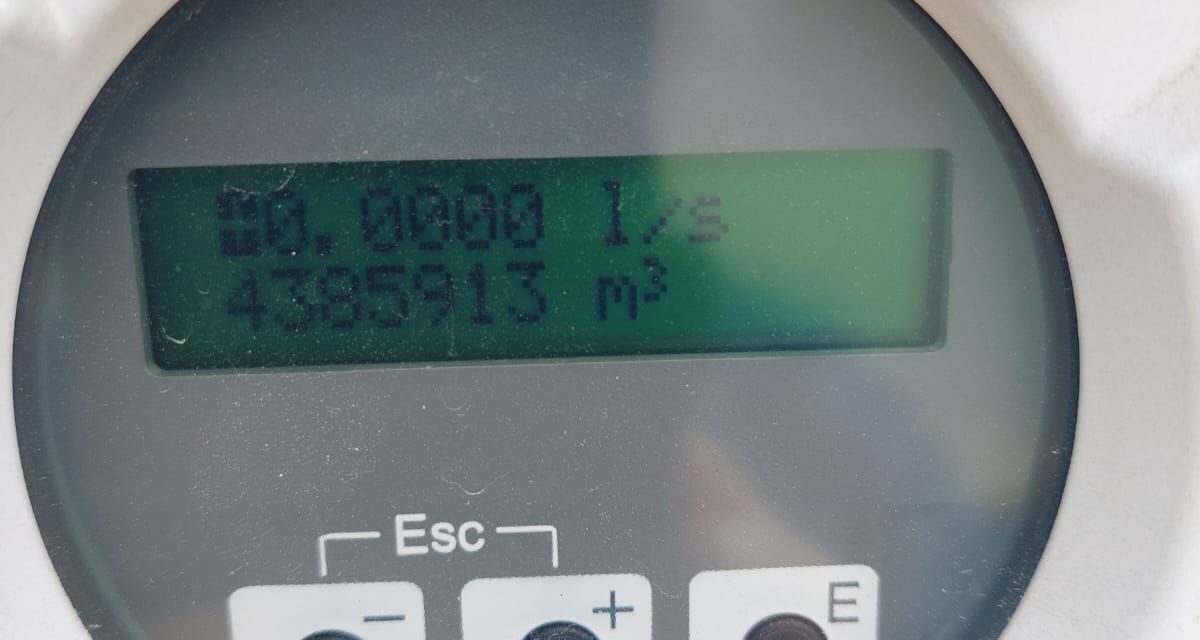 0.0000 l/s
4385913 m³
Esc
- + E